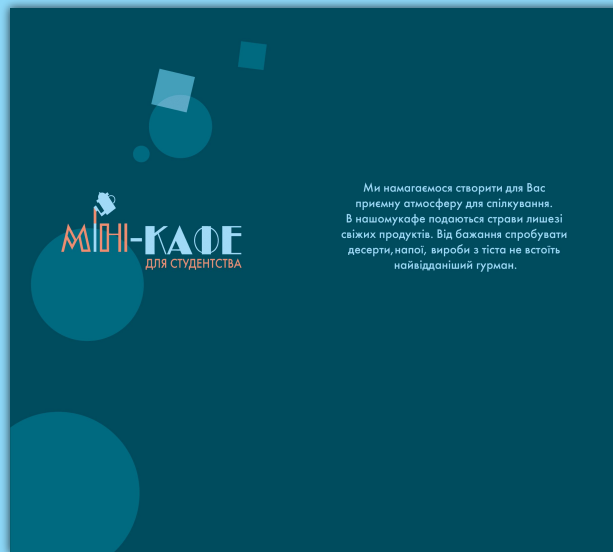 МІНІ-КАФЕ
ДЛЯ СТУДЕНТСТВА
Ми намагаємося створити для Вас
приємну атмосферу для спілкування.
В нашомукафе подаються страви лишезі
свіжих продуктів. Від бажання спробувати
десерти,напої, вироби з тіста не встоїть
найвідданіший гурман.